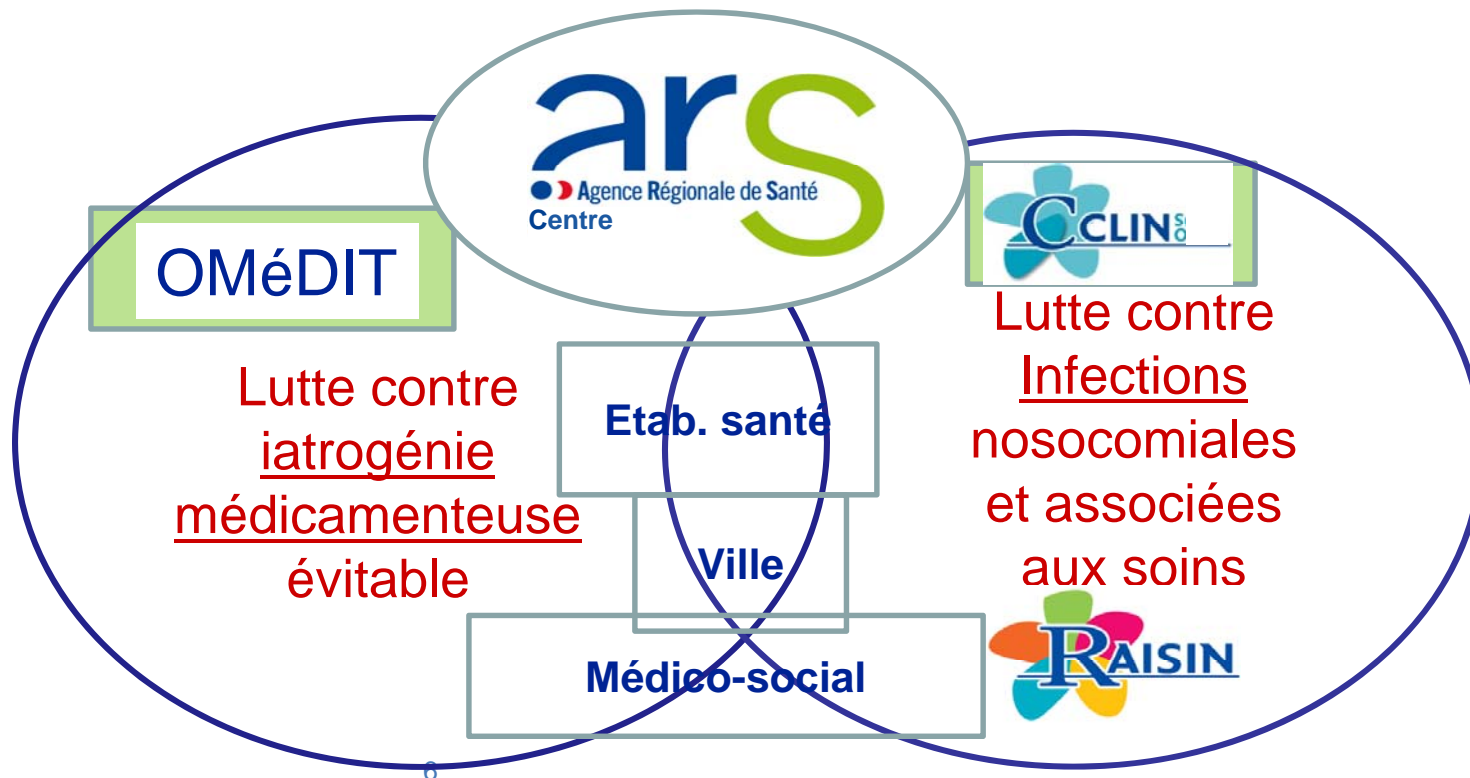 ars
Agence Régionale de Santé
Centre
OMéDIT
CCLIN
Lutte contre
iatrogénie
médicamenteuse
évitable
Etab. santé
Ville
Médico-social
Lutte contre
Infections
nosocomiales
et associées
aux soins
RAISIN
6